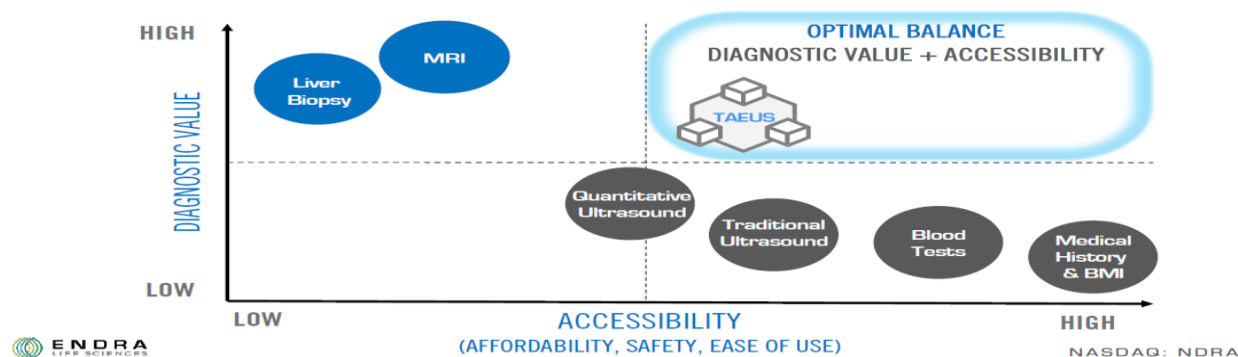 HIGH
OPTIMAL BALANCE
DIAGNOSTIC VALUE + ACCESSIBILITY
MRI
Liver
Biopsy
TAEUS
DIAGNOSTIC VALUE
Quantitative
Ultrasound
Traditional
Ultrasound
Blood
Tests
Medical
History
& BMI
LOW
LOW
ACCESSIBILITY
HIGH
(AFFORDABILITY, SAFETY, EASE OF USE)
ENDRA
LIFE SCIENCES
NASDAQ: NDRA